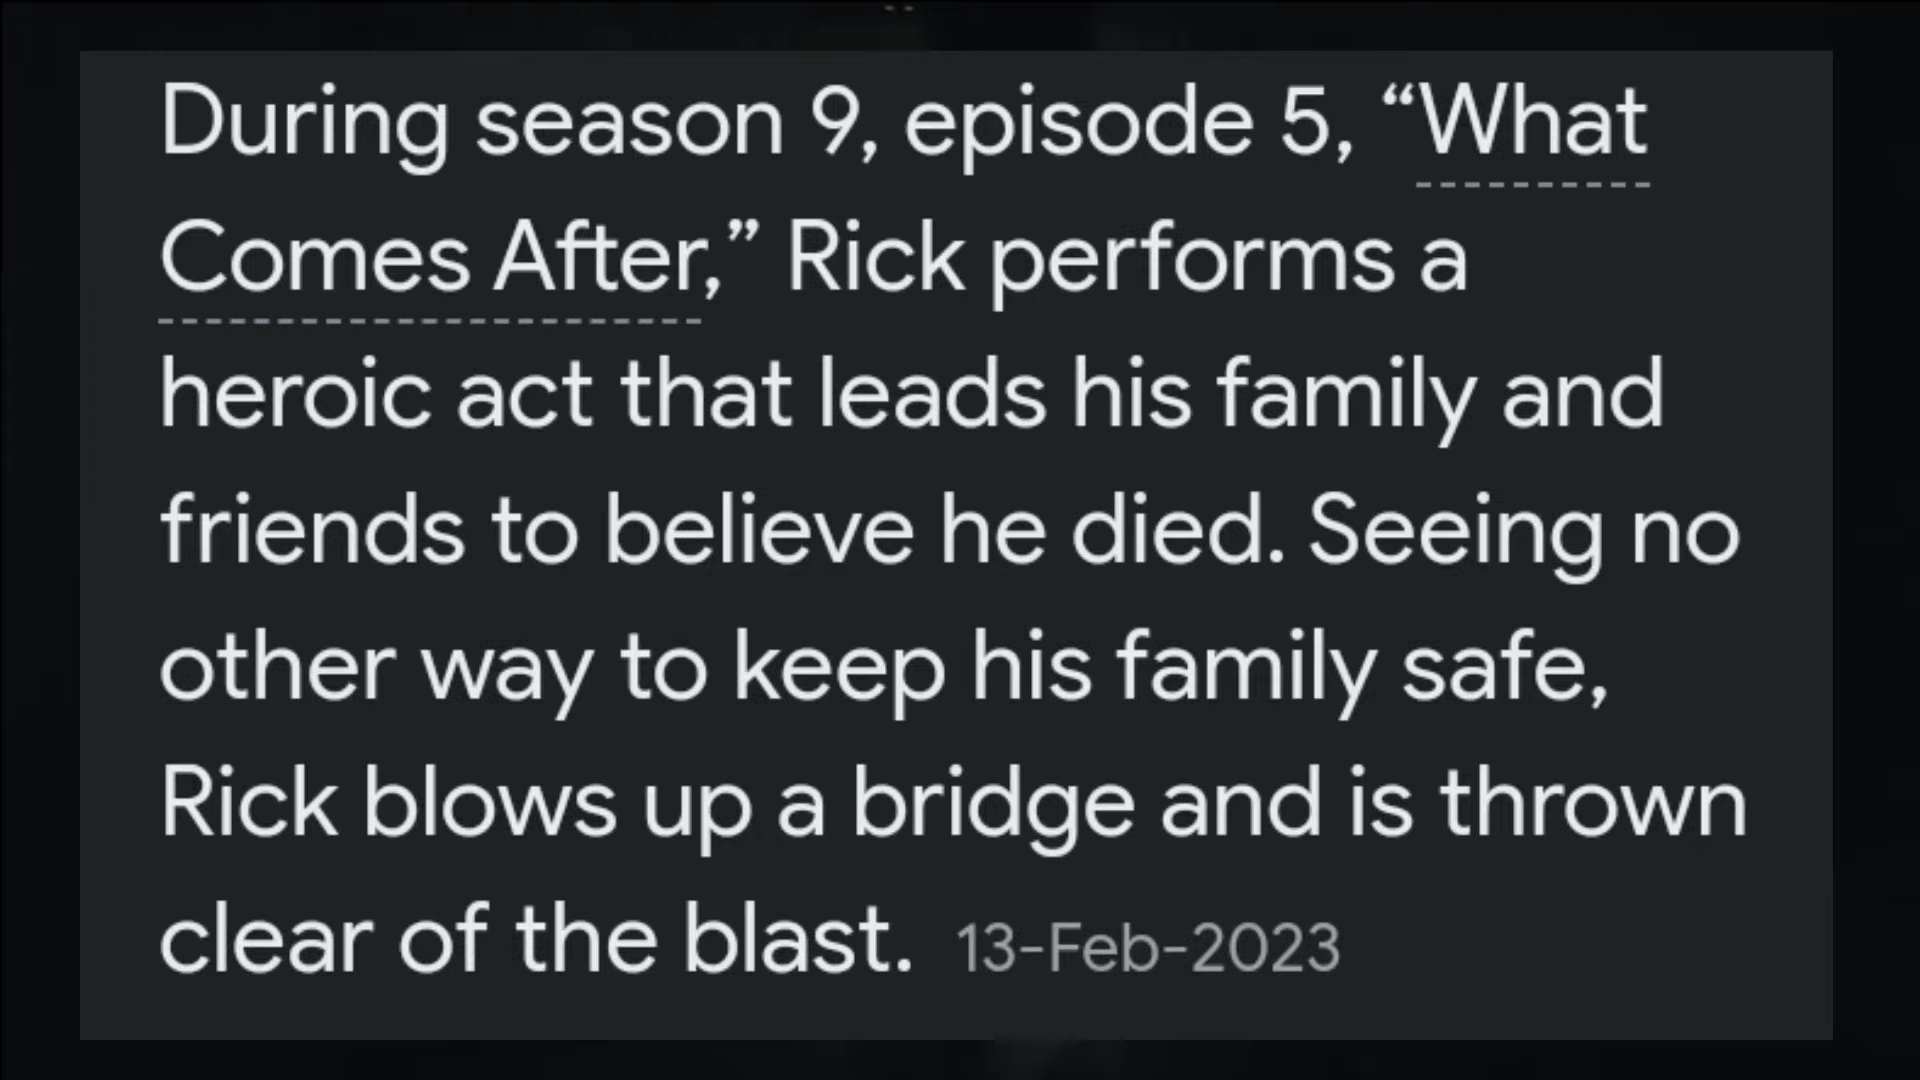 During season 9, episode 5, “What
Comes After,” Rick performs a
heroic act that leads his family and
friends to believe he died. Seeing no
other way to keep his family safe,
Rick blows up a bridge and is thrown
clear of the blast. 13-Feb-2023